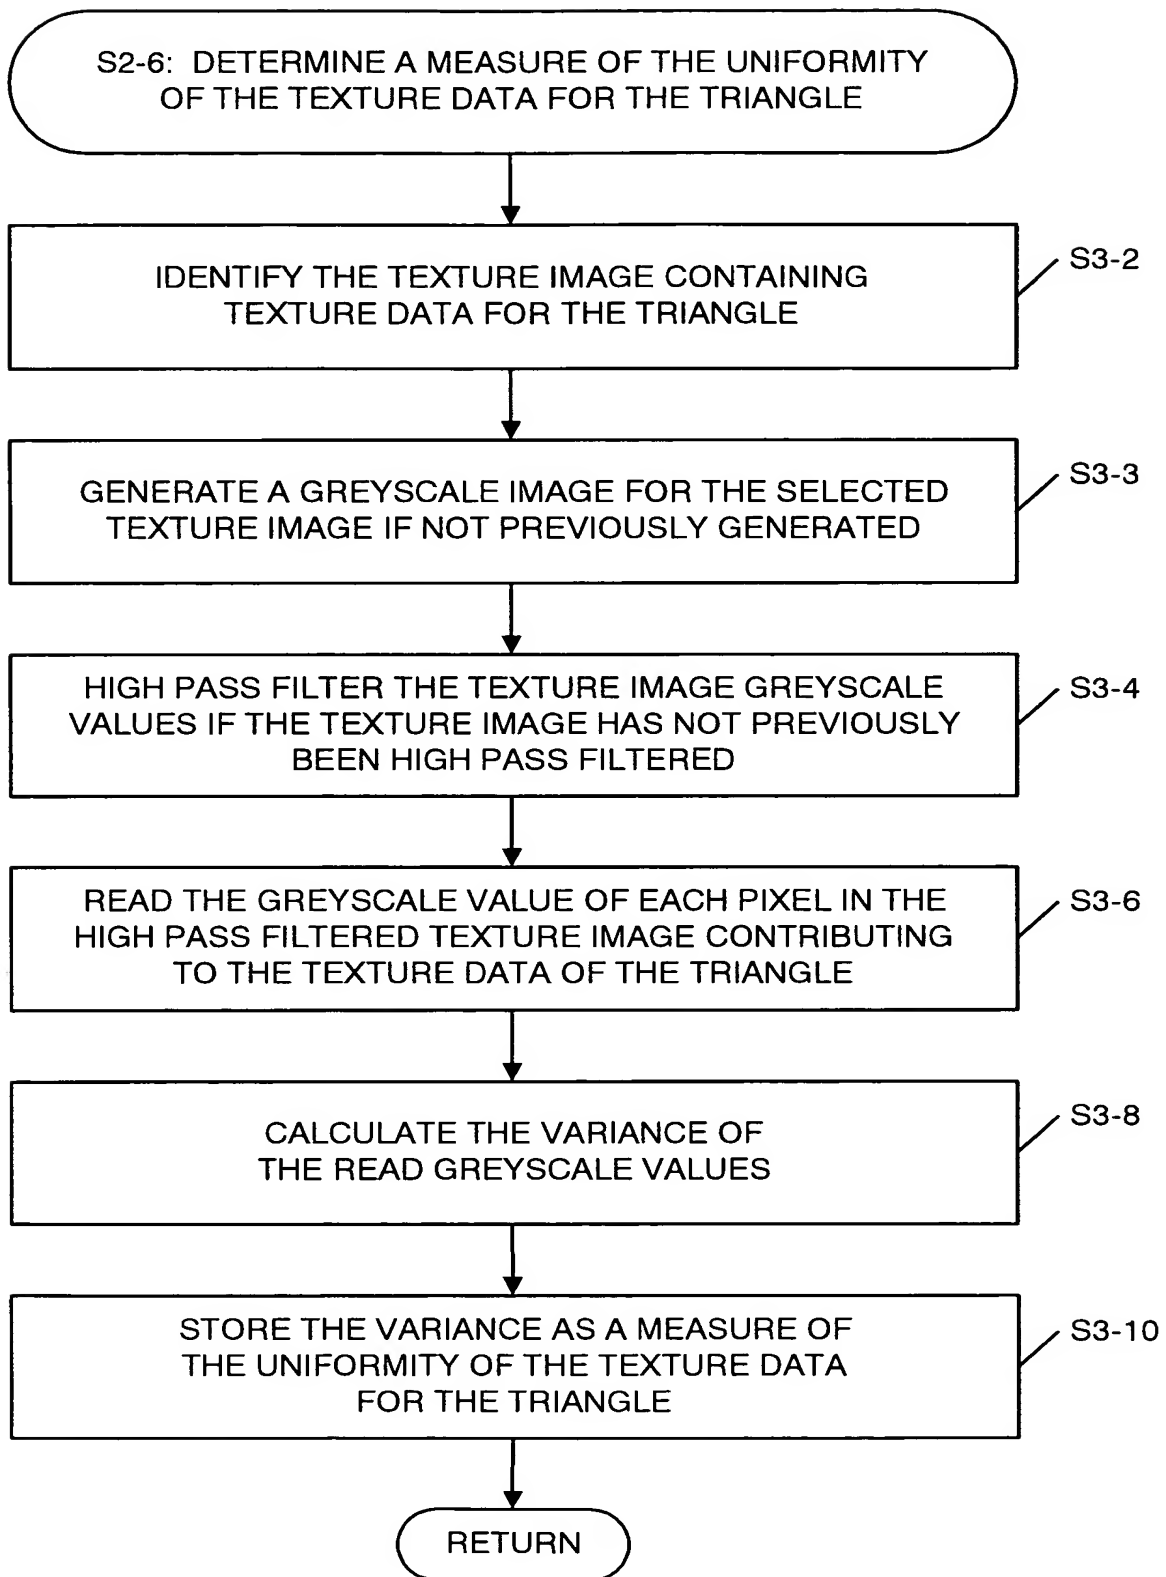 S2-6: DETERMINE A MEASURE OF THE UNIFORMITY
OF THE TEXTURE DATA FOR THE TRIANGLE
IDENTIFY THE TEXTURE IMAGE CONTAINING
TEXTURE DATA FOR THE TRIANGLE
S3-2
GENERATE A GREYSCALE IMAGE FOR THE SELECTED
TEXTURE IMAGE IF NOT PREVIOUSLY GENERATED
S3-3
HIGH PASS FILTER THE TEXTURE IMAGE GREYSCALE
VALUES IF THE TEXTURE IMAGE HAS NOT PREVIOUSLY
BEEN HIGH PASS FILTERED
S3-4
READ THE GREYSCALE VALUE OF EACH PIXEL IN THE
HIGH PASS FILTERED TEXTURE IMAGE CONTRIBUTING
TO THE TEXTURE DATA OF THE TRIANGLE
S3-6
CALCULATE THE VARIANCE OF
THE READ GREYSCALE VALUES
S3-8
STORE THE VARIANCE AS A MEASURE OF
THE UNIFORMITY OF THE TEXTURE DATA
FOR THE TRIANGLE
S3-10
RETURN